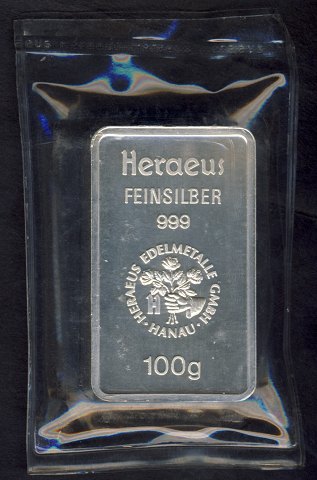 Heraeus
FEINSILBER
999
HERAEUS EDELMETALLE GMBH · HANAU ·
H
100g